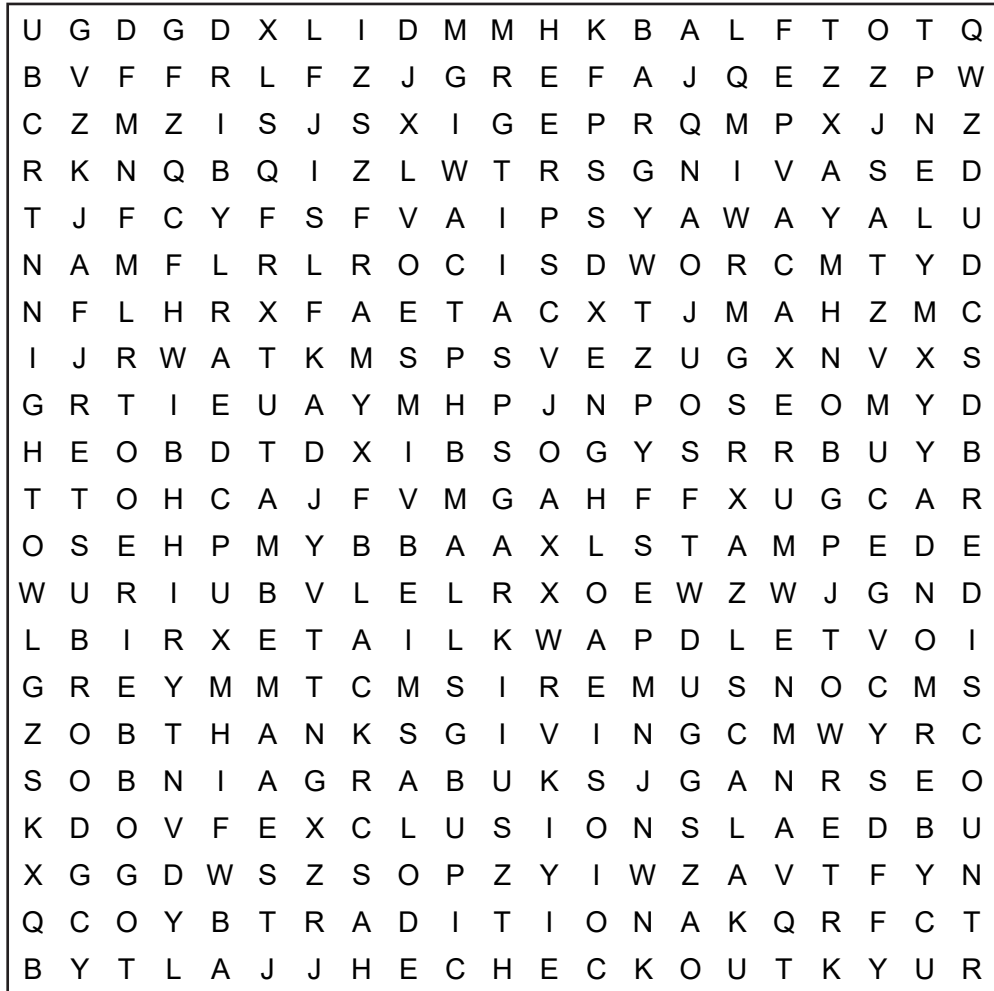 U G D G D X L I D M M H K B A L F T O T Q
B V F F R L F Z J G R E F A J Q E Z Z P W
C Z M Z I S J S X I G E P R Q M P X J N Z
R K N Q B Q I Z L W T R S G N I V A S E D
T J F C Y F S F V A I P S Y A W A Y A L U
N A M F L R L R O C I S D W O R C M T Y D
N F L H R X F A E T A C X T J M A H Z M C
I J R W A T K M S P S V E Z U G X N V X S
G R T I E U A Y M H P J N P O S E O M Y D
H E O B D T D X I B S O G Y S R R B U Y B
T T O H C A J F V M G A H F F X U G C A R
O S E H P M Y B B A A X L S T A M P E D E
W U R I U B V L E L R X O E W Z W J G N D
L B I R X E T A I L K W A P D L E T V O I
G R E Y M M T C M S I R E M U S N O C M S
Z O B T H A N K S G I V I N G C M W Y R C
S O B N I A G R A B U K S J G A N R S E O
K D O V F E X C L U S I O N S L A E D B U
X G G D W S Z S O P Z Y I W Z A V T F Y N
Q C O Y B T R A D I T I O N A K Q R F C T
B Y T L A J J H E C H E C K O U T K Y U R